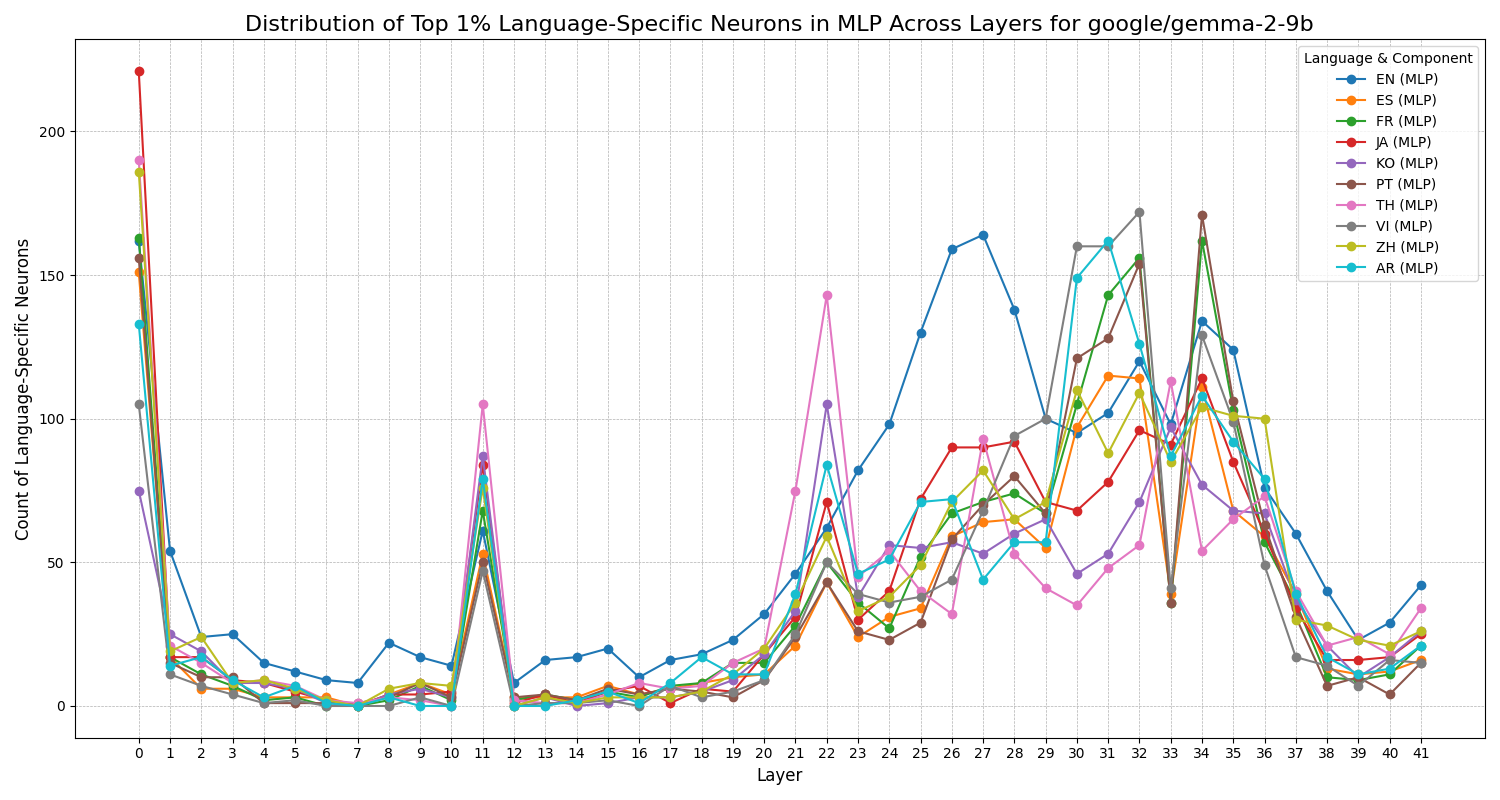 Distribution of Top 1% Language-Specific Neurons in MLP Across Layers for google/gemma-2-9b
Language & Component
EN (MLP)
ES (MLP)
FR (MLP)
JA (MLP)
KO (MLP)
PT (MLP)
TH (MLP)
VI (MLP)
ZH (MLP)
AR (MLP)
Count of Language-Specific Neurons
200
150
100
50
0
0 1 2 3 4 5 6 7 8 9 10 11 12 13 14 15 16 17 18 19 20 21 22 23 24 25 26 27 28 29 30 31 32 33 34 35 36 37 38 39 40 41
Layer